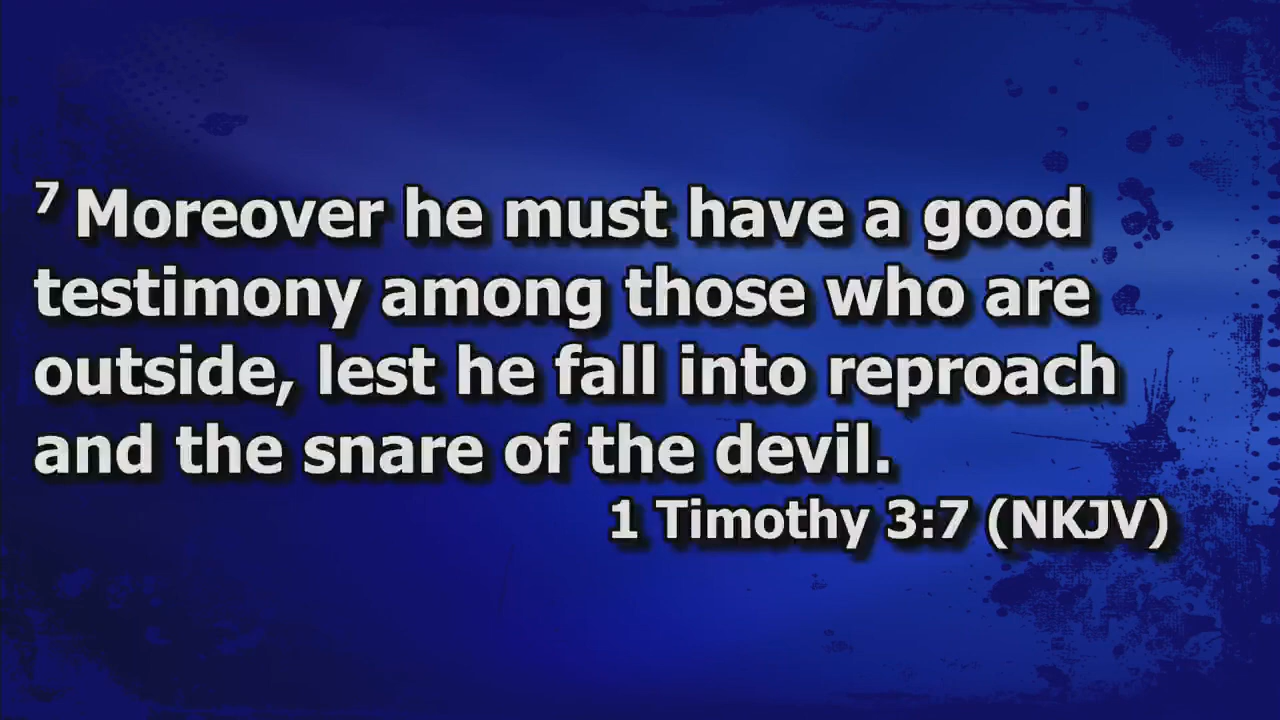 7 Moreover he must have a good
testimony among those who are
outside, lest he fall into reproach
and the snare of the devil.
1 Timothy 3:7 (NKJV)